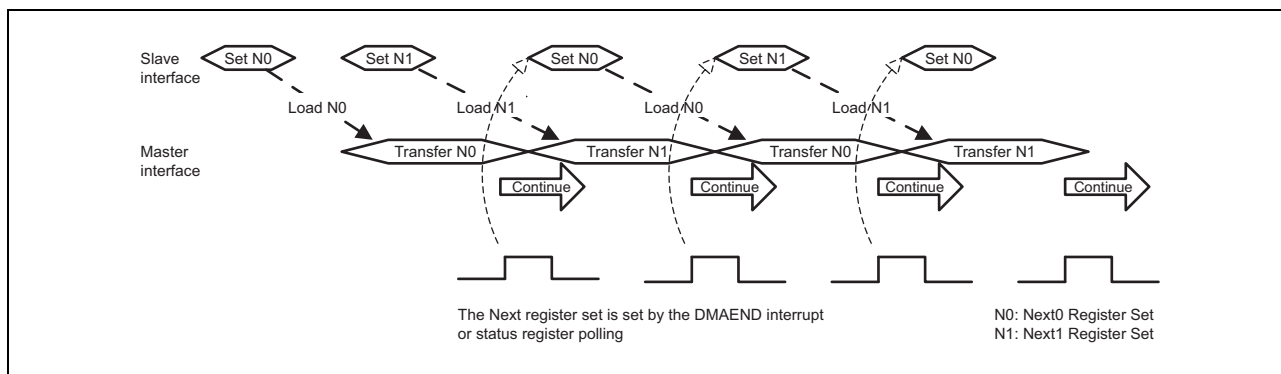 Slave
interface
Set N0
Set N1
Set N0
Set N1
Set N0
Load N0
Load N1
Load N0
Load N1
Master
interface
Transfer N0
Transfer N1
Transfer N0
Transfer N1
Continue
Continue
Continue
Continue
The Next register set is set by the DMAEND interrupt
or status register polling
N0: Next0 Register Set
N1: Next1 Register Set